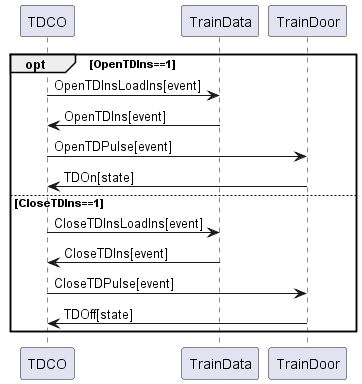 TDCO TrainData TrainDoor
opt [OpenTDIns==1]
OpenTDInsLoadIns[event]
OpenTDIns[event]
OpenTDPulse[event]
TDOn[state]
[CloseTDIns==1]
CloseTDInsLoadIns[event]
CloseTDIns[event]
CloseTDPulse[event]
TDOff[state]
TDCO TrainData TrainDoor